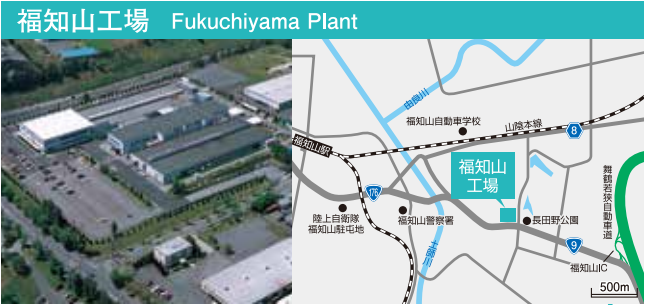 福知山工場 Fukuchiyama Plant
由良川
福知山自動車学校
山陰本線
8
福知山駅
舞鶴若狭自動車道
福知山
工場
176
陸上自衛隊
福知山駐屯地
福知山警察署
長田野公園
土師川
9
福知山IC
500m